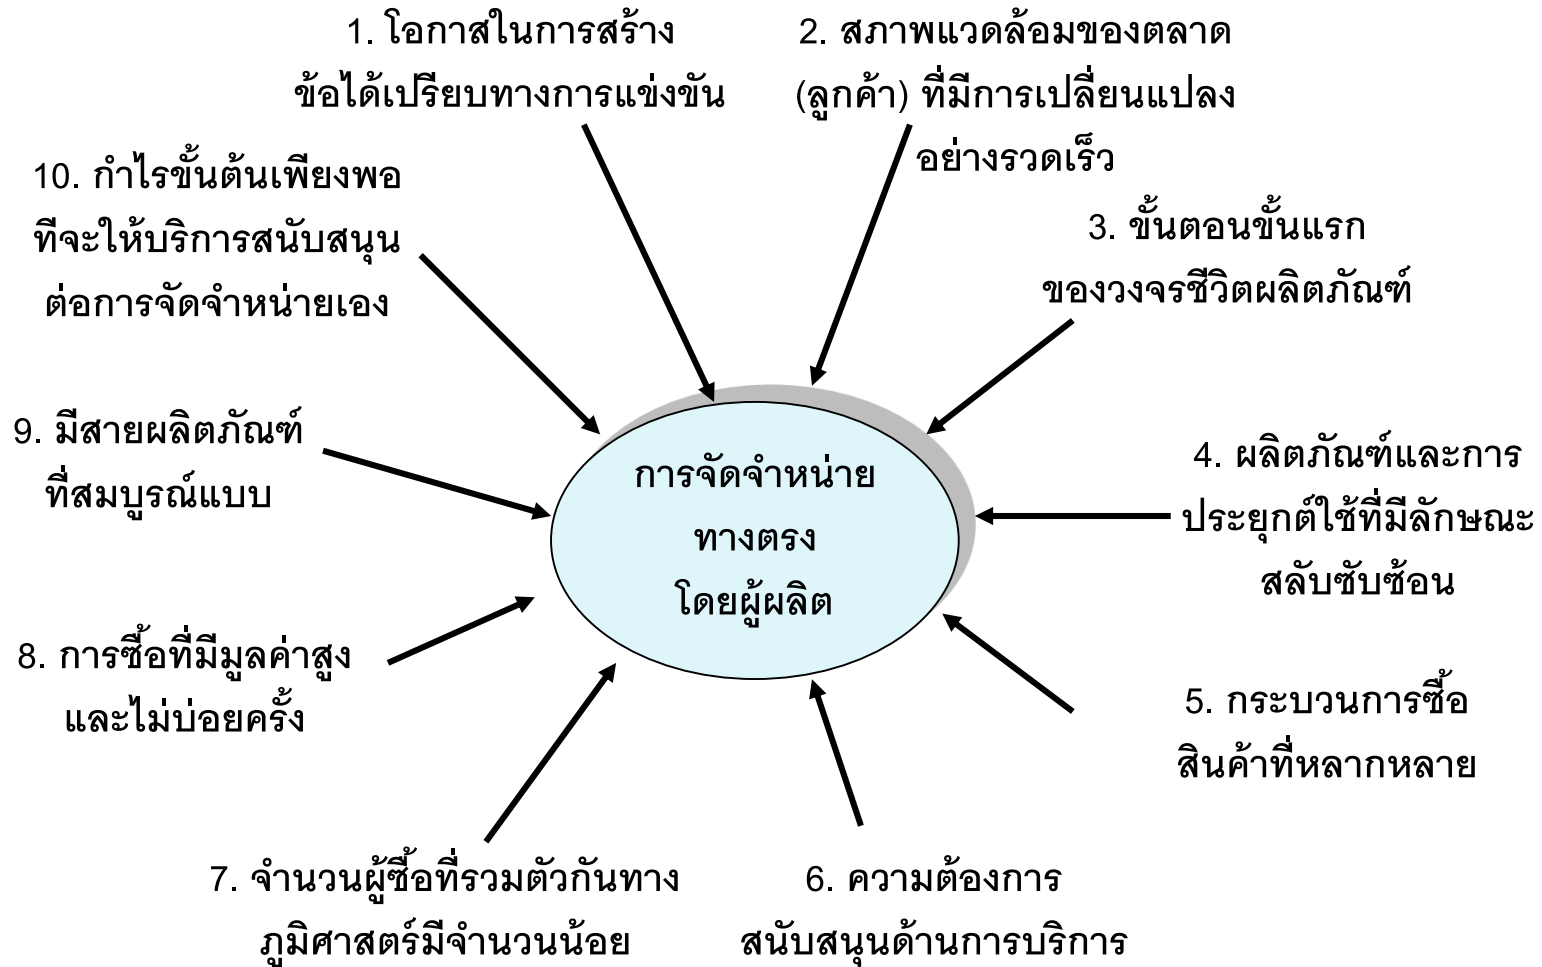 1. โอกาสในการสร้าง
ข้อได้เปรียบทางการแข่งขัน
2. สภาพแวดล้อมของตลาด
(ลูกค้า) ที่มีการเปลี่ยนแปลง
อย่างรวดเร็ว
3. ขั้นตอนขั้นแรก
ของวงจรชีวิตผลิตภัณฑ์
4. ผลิตภัณฑ์และการ
ประยุกต์ใช้ที่มีลักษณะ
สลับซับซ้อน
5. กระบวนการซื้อ
สินค้าที่หลากหลาย
6. ความต้องการ
สนับสนุนด้านการบริการ
7. จำนวนผู้ซื้อที่รวมตัวกันทาง
ภูมิศาสตร์มีจำนวนน้อย
8. การซื้อที่มีมูลค่าสูง
และไม่บ่อยครั้ง
9. มีสายผลิตภัณฑ์
ที่สมบูรณ์แบบ
10. กำไรขั้นต้นเพียงพอ
ทีจะให้บริการสนับสนุน
ต่อการจัดจำหน่ายเอง
การจัดจำหน่าย
ทางตรง
โดยผู้ผลิต